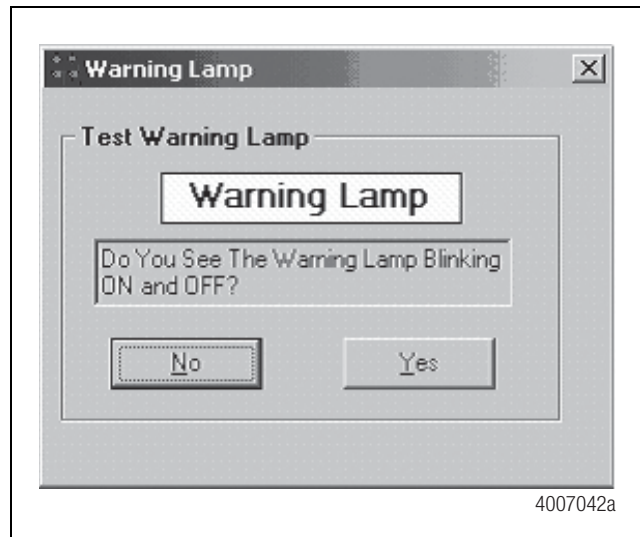 Warning Lamp
Test Warning Lamp
Warning Lamp
Do You See The Warning Lamp Blinking
ON and OFF?
No
Yes
4007042a